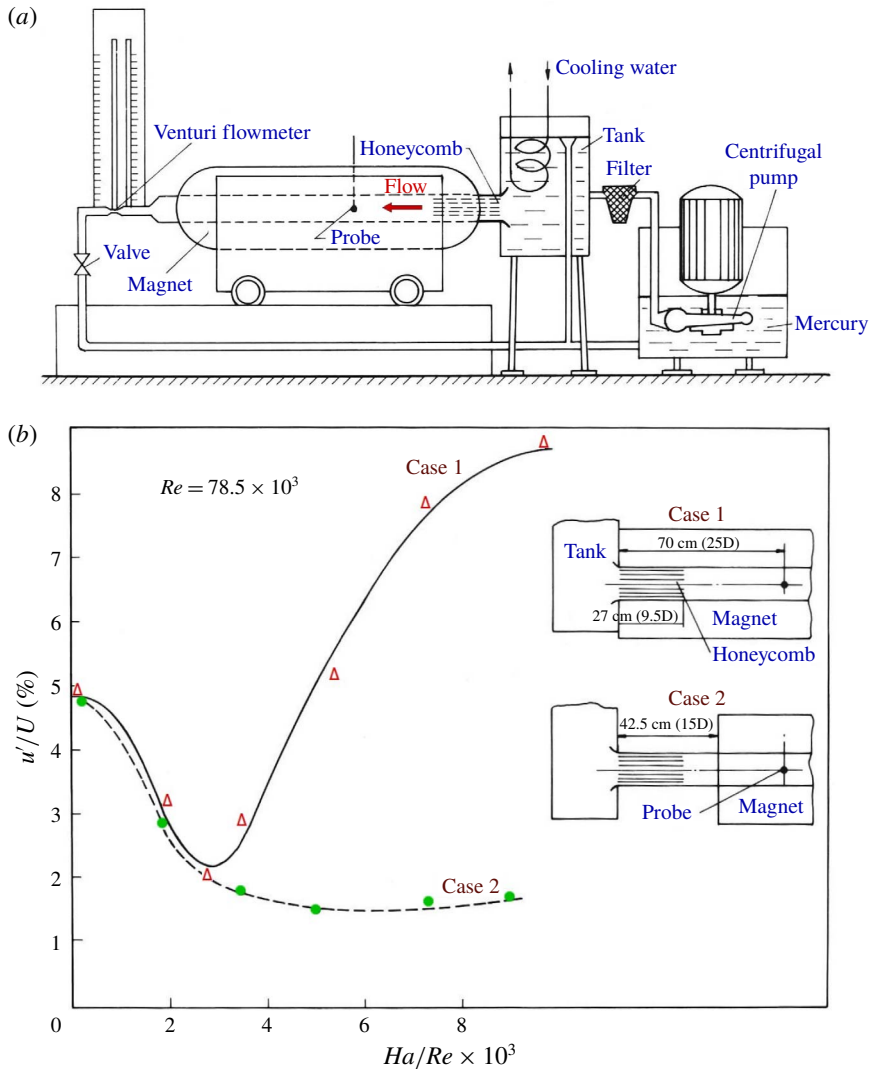 (a)
Cooling water
Venturi flowmeter
Honeycomb
Tank
Filter
Centrifugal
pump
Flow
Probe
Valve
Magnet
Mercury
(b)
Case 1
Re = 78.5 × 10³
8
7
6
5
4
3
2
1
0
u′/U (%)
Case 2
2
4
6
8
Ha/Re × 10³
Case 1
Tank
70 cm (25D)
27 cm (9.5D)
Magnet
Honeycomb
Case 2
42.5 cm (15D)
Probe
Magnet